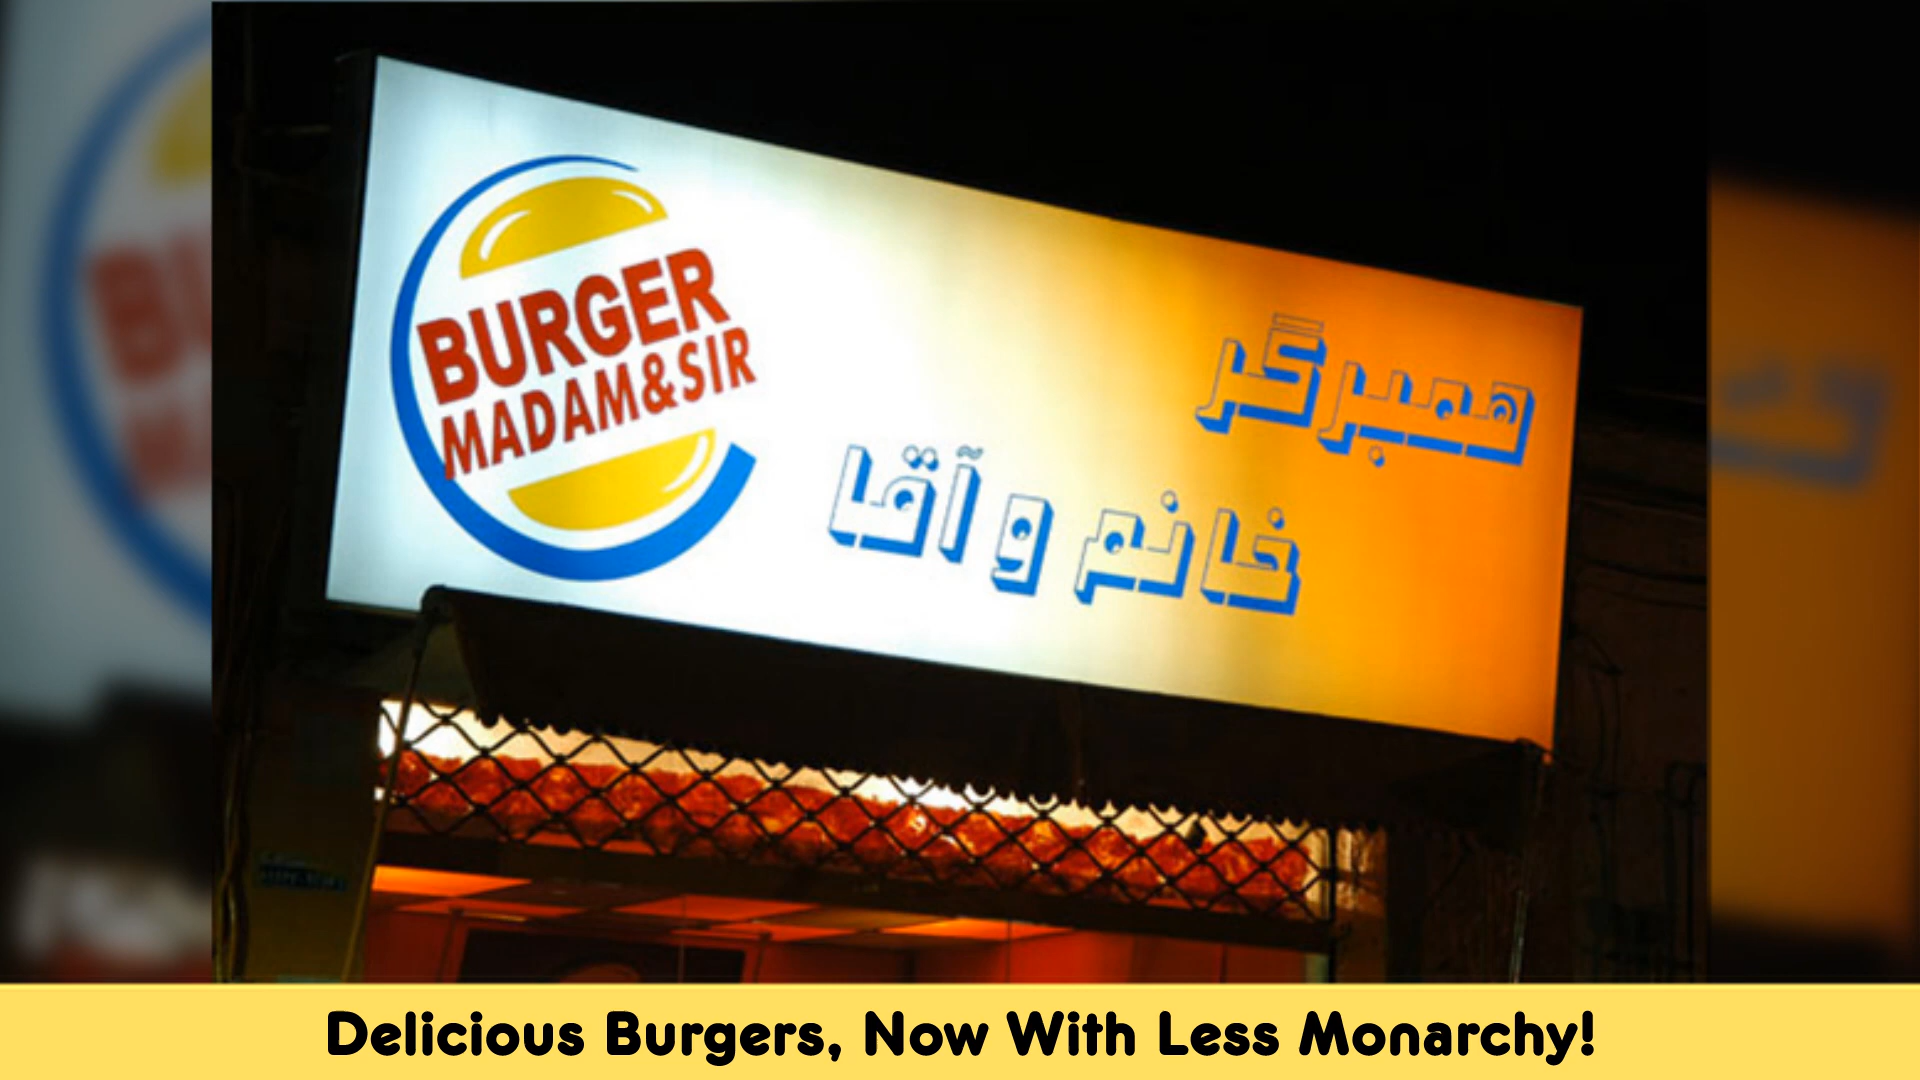 BURGER
MADAM&SIR
همبرگر
خانم و آقا
Delicious Burgers, Now With Less Monarchy!